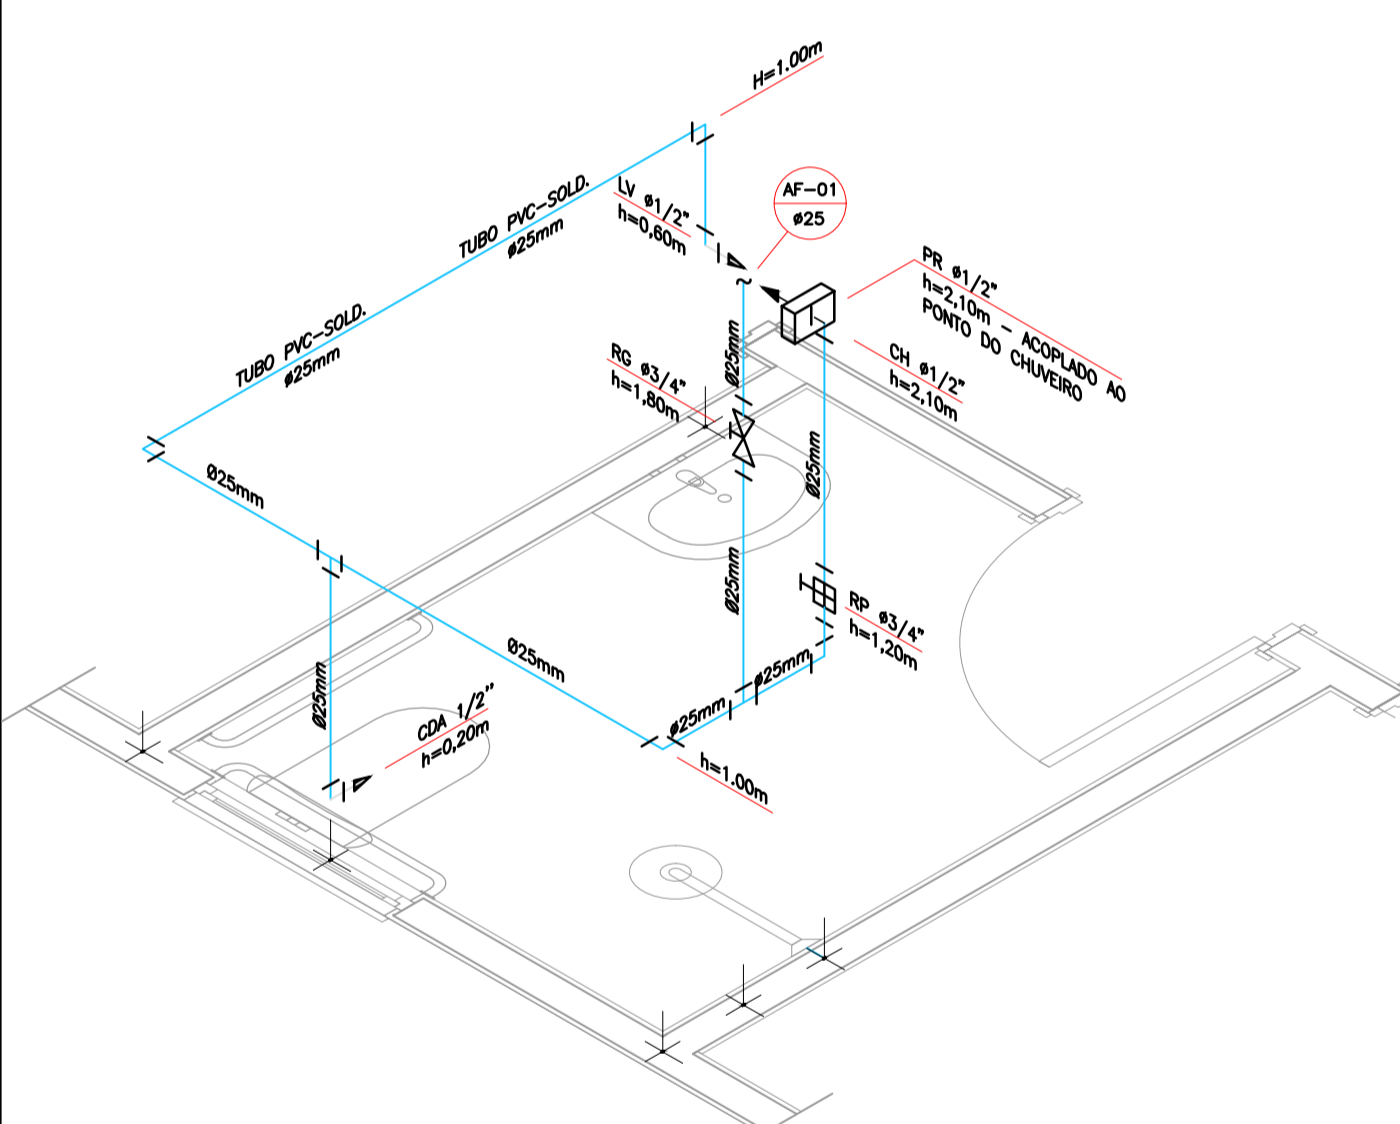 H=1.00m
TUBO PVC-SOLD.
ø25mm
LV ø1/2"
h=0,60m
AF-01
ø25
PR ø1/2"
h=2,10m - ACOPLADO AO
PONTO DO CHUVEIRO
TUBO PVC-SOLD.
ø25mm
Ø25mm
RG ø3/4"
h=1,80m
CH ø1/2"
h=2,10m
Ø25mm
Ø25mm
Ø25mm
RP ø3/4"
h=1,20m
Ø25mm
Ø25mm
ø25mm
ø25mm
CDA 1/2"
h=0,20m
h=1.00m